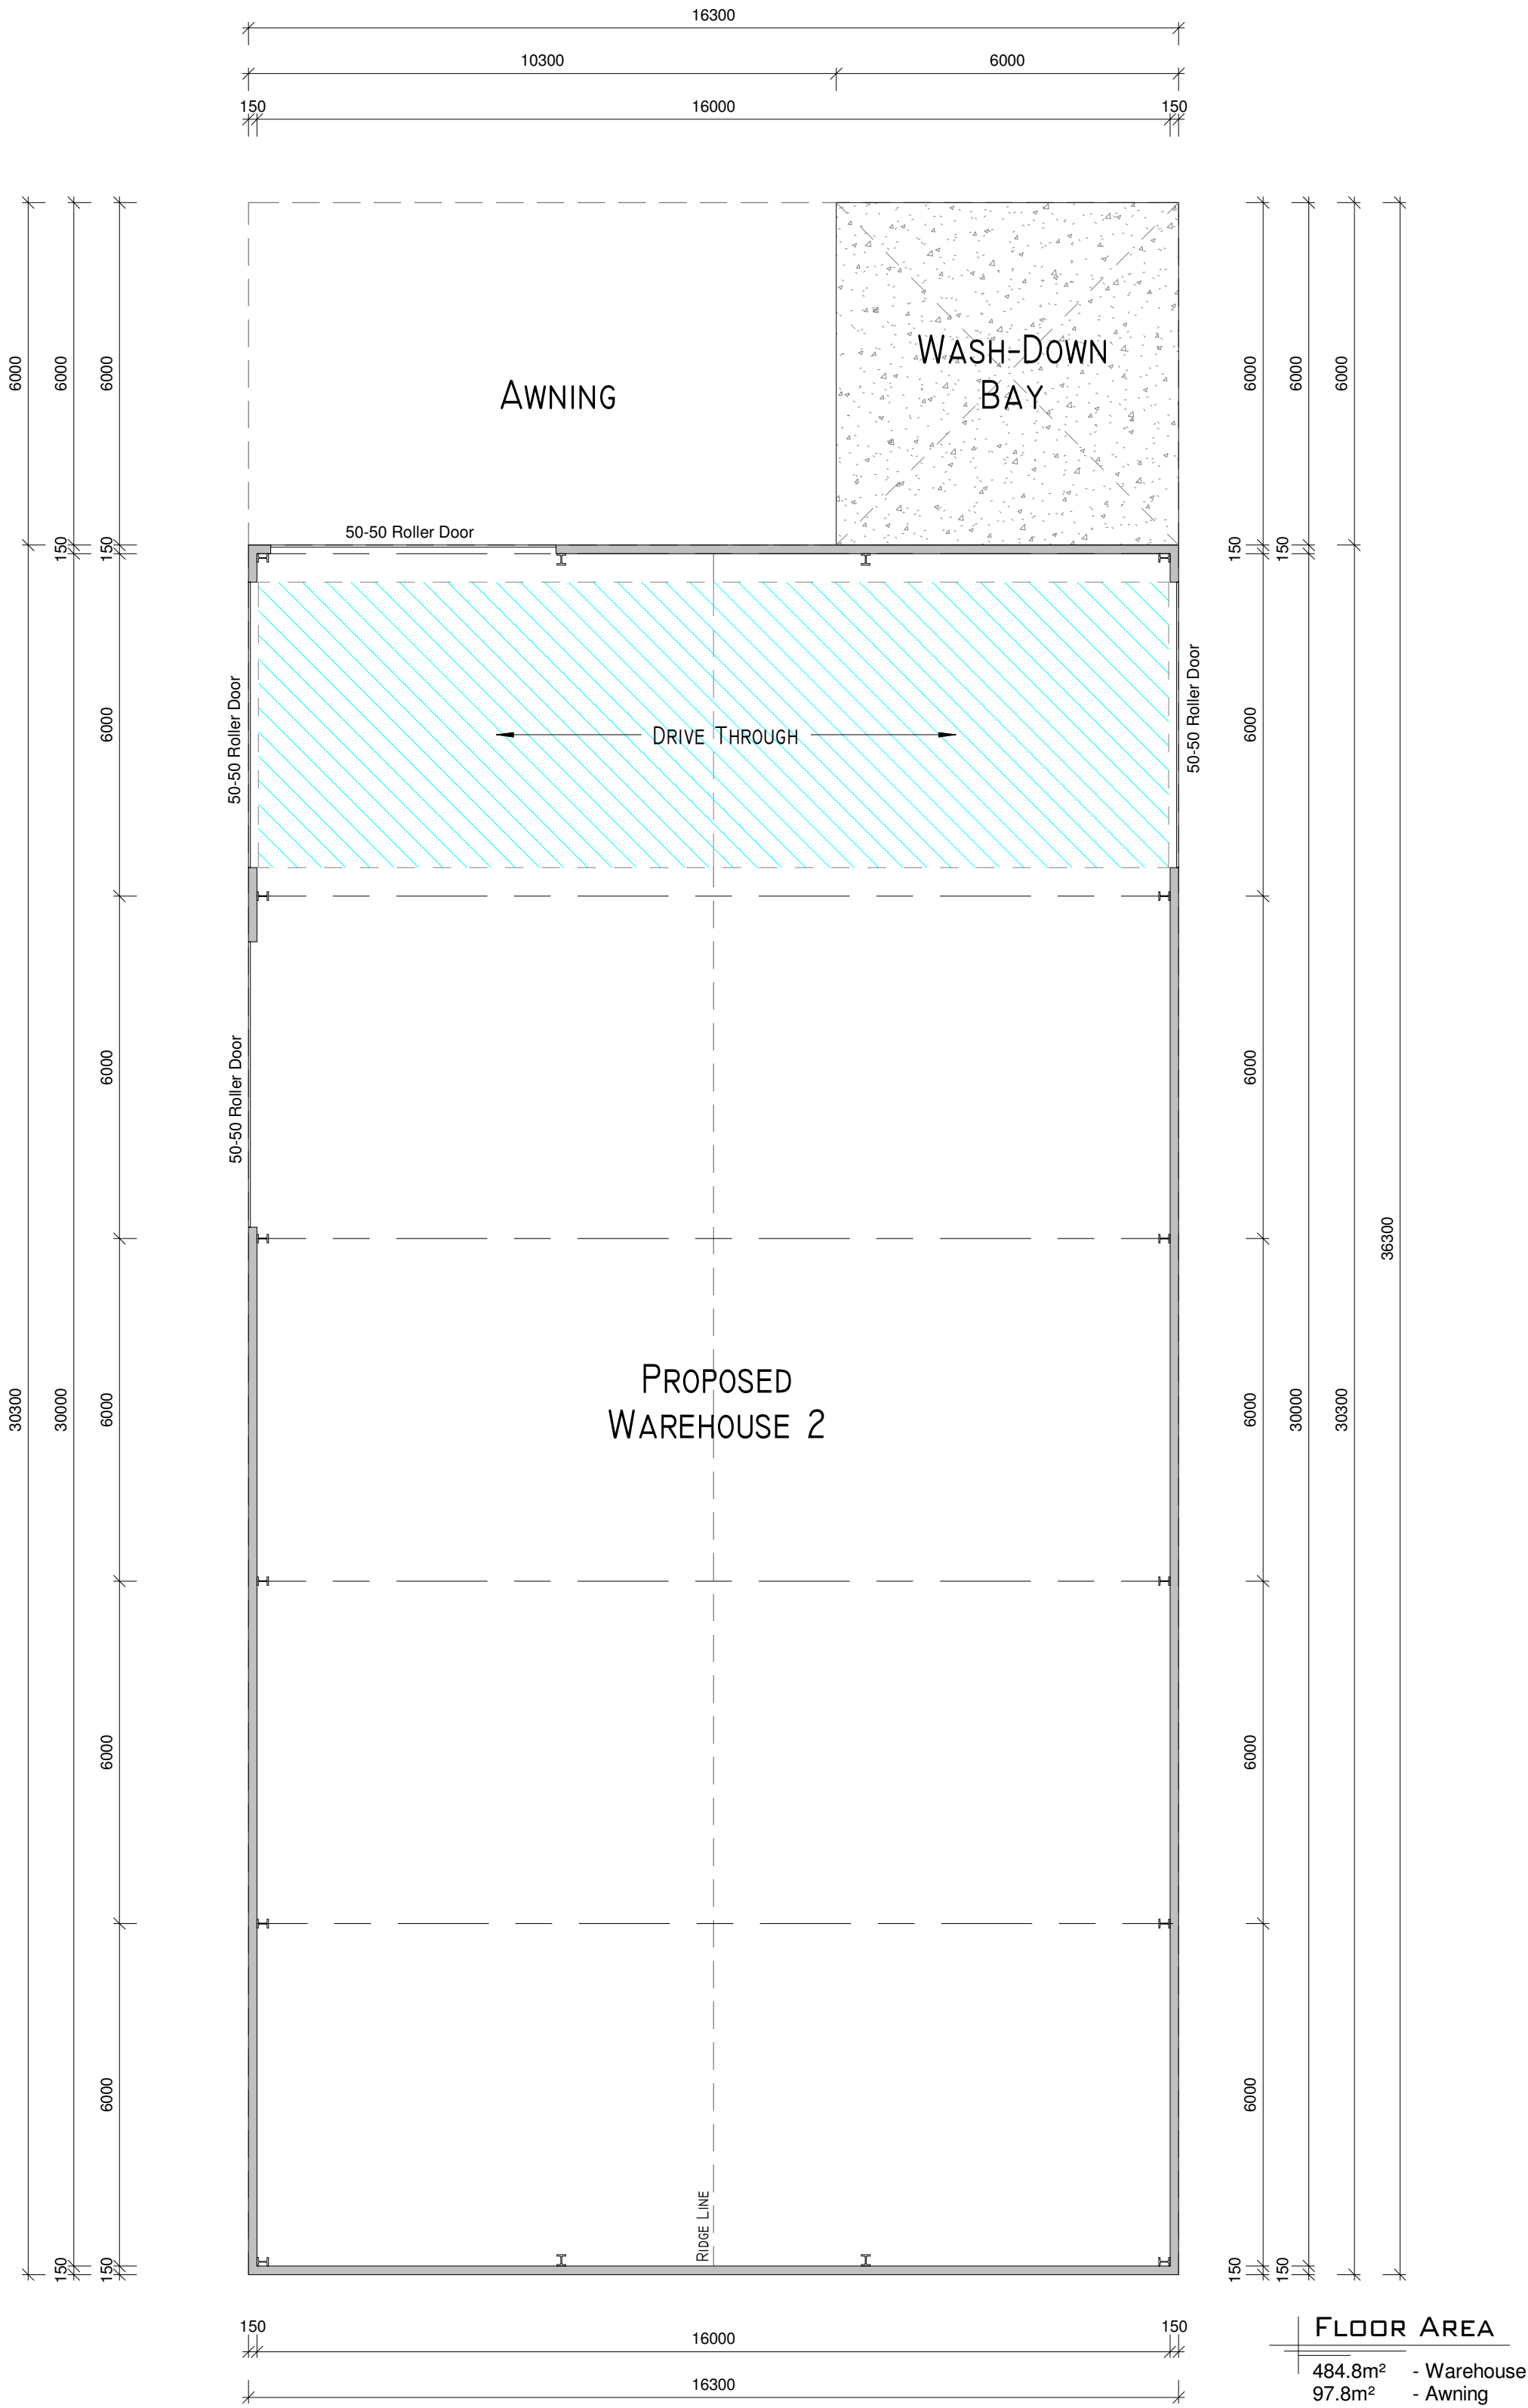 16300
10300 6000
150 16000 150
AWNING
WASH-DOWN
BAY
6000 6000 6000
6000 6000 6000
50-50 Roller Door
150 150
150 150
50-50 Roller Door
6000
DRIVE THROUGH
50-50 Roller Door
6000
50-50 Roller Door
6000
6000
36300
PROPOSED
WAREHOUSE 2
30300 30000 6000
6000 30000 30300
6000
6000
6000
6000
RIDGE LINE
150 150
150 150
150 16000 150
16300
FLOOR AREA
484.8m² - Warehouse
97.8m² - Awning